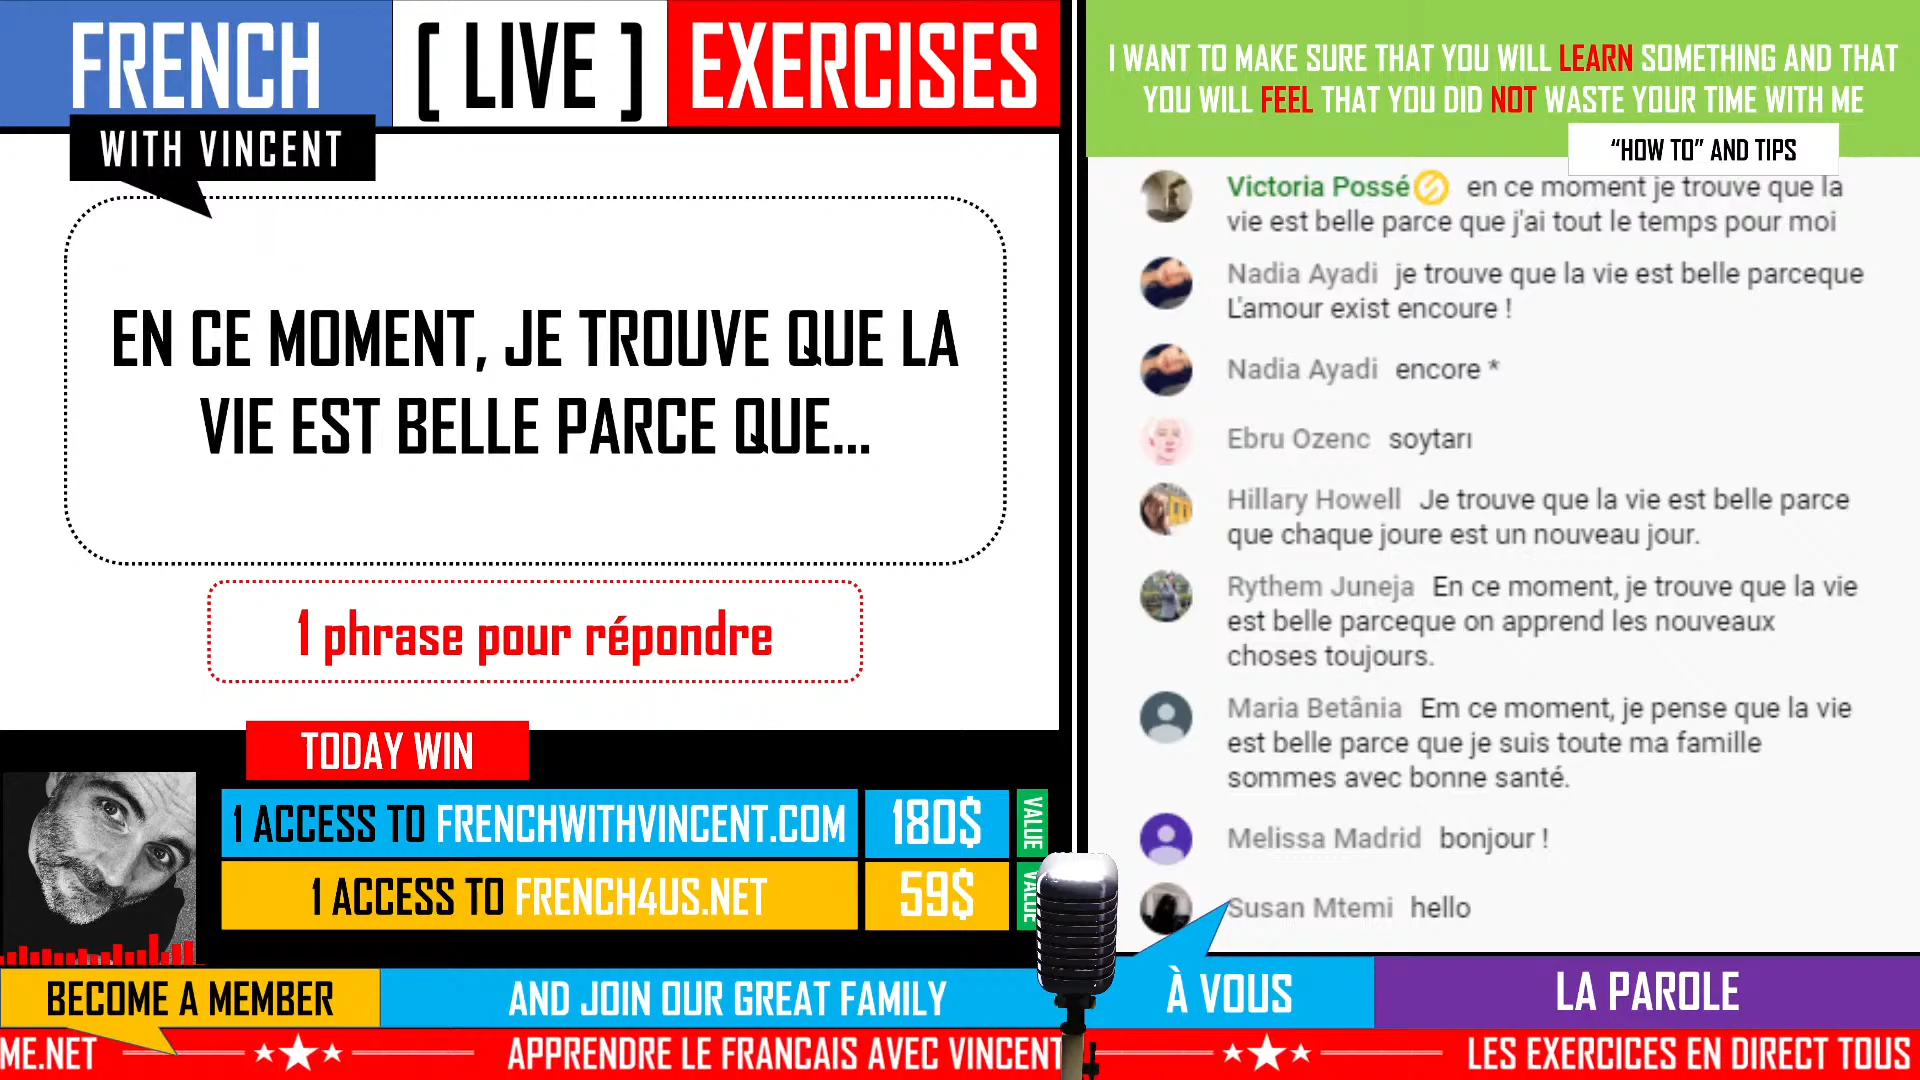 FRENCH [ LIVE ] EXERCISES
WITH VINCENT
EN CE MOMENT, JE TROUVE QUE LA
VIE EST BELLE PARCE QUE...
1 phrase pour répondre
TODAY WIN
1 ACCESS TO FRENCHWITHVINCENT.COM 180$ VALUE
1 ACCESS TO FRENCH4US.NET 59$ VALUE
BECOME A MEMBER AND JOIN OUR GREAT FAMILY
I WANT TO MAKE SURE THAT YOU WILL LEARN SOMETHING AND THAT
YOU WILL FEEL THAT YOU DID NOT WASTE YOUR TIME WITH ME
“HOW TO” AND TIPS
Victoria Possé en ce moment je trouve que la
vie est belle parce que j'ai tout le temps pour moi
Nadia Ayadi je trouve que la vie est belle parceque
L'amour exist encoure !
Nadia Ayadi encore *
Ebru Ozenc soytarı
Hillary Howell Je trouve que la vie est belle parce
que chaque joure est un nouveau jour.
Rythem Juneja En ce moment, je trouve que la vie
est belle parceque on apprend les nouveaux
choses toujours.
Maria Betânia Em ce moment, je pense que la vie
est belle parce que je suis toute ma famille
sommes avec bonne santé.
Melissa Madrid bonjour !
Susan Mtemi hello
À VOUS LA PAROLE
ME.NET APPRENDRE LE FRANCAIS AVEC VINCENT LES EXERCICES EN DIRECT TOUS